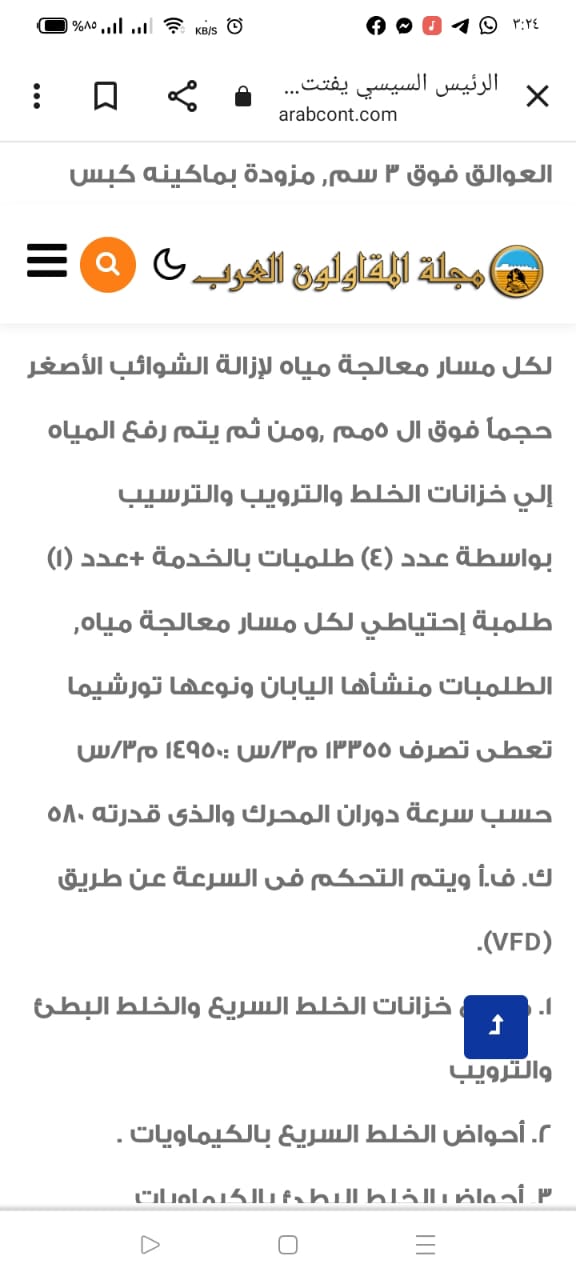 ٣:٢٤
%٨٥
KB/S
الرئيس السيسي يفتت...
arabcont.com
العوالق فوق ٣ سم, مزودة بماكينه كبس
مجلة المقاولون العرب
لكل مسار معالجة مياه لإزالة الشوائب الأصغر
حجماً فوق ال ٥مم ,ومن ثم يتم رفع المياه
إلي خزانات الخلط والترويب والترسيب
بواسطة عدد (٤) طلمبات بالخدمة +عدد (١)
طلمبة إحتياطي لكل مسار معالجة مياه,
الطلمبات منشأها اليابان ونوعها تورشيما
تعطى تصرف ١٣٣٥٥ م٣/س :٠ ١٤٩٥ م٣/س
حسب سرعة دوران المحرك والذى قدرته ٥٨٠
ك. ف.أ ويتم التحكم فى السرعة عن طريق
(VFD).
١. خزانات الخلط السريع والخلط البطئ
والترويب
٢. أحواض الخلط السريع بالكيماويات .
٣. أحواض الخلط البطئ بالكيماويات